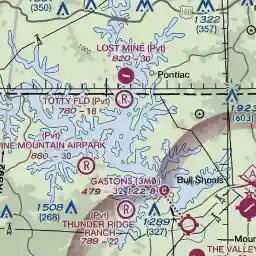 (350)
1322
(357)
LOST MINE (Pvt)
820 - 30
Pontiac
TOTTY FLD (Pvt)
780 - 18
R
1923
(603)
(Pvt)
INE MOUNTAIN AIRPARK
880 - 30
R
GASTONS (3M0)
479 - 32 122.8 C
Bull Shoals
1508
(268)
(Pvt)
R
THUNDER RIDGE
RANCH
789 - 22
1289
(327)
Mou
THE VALLEY